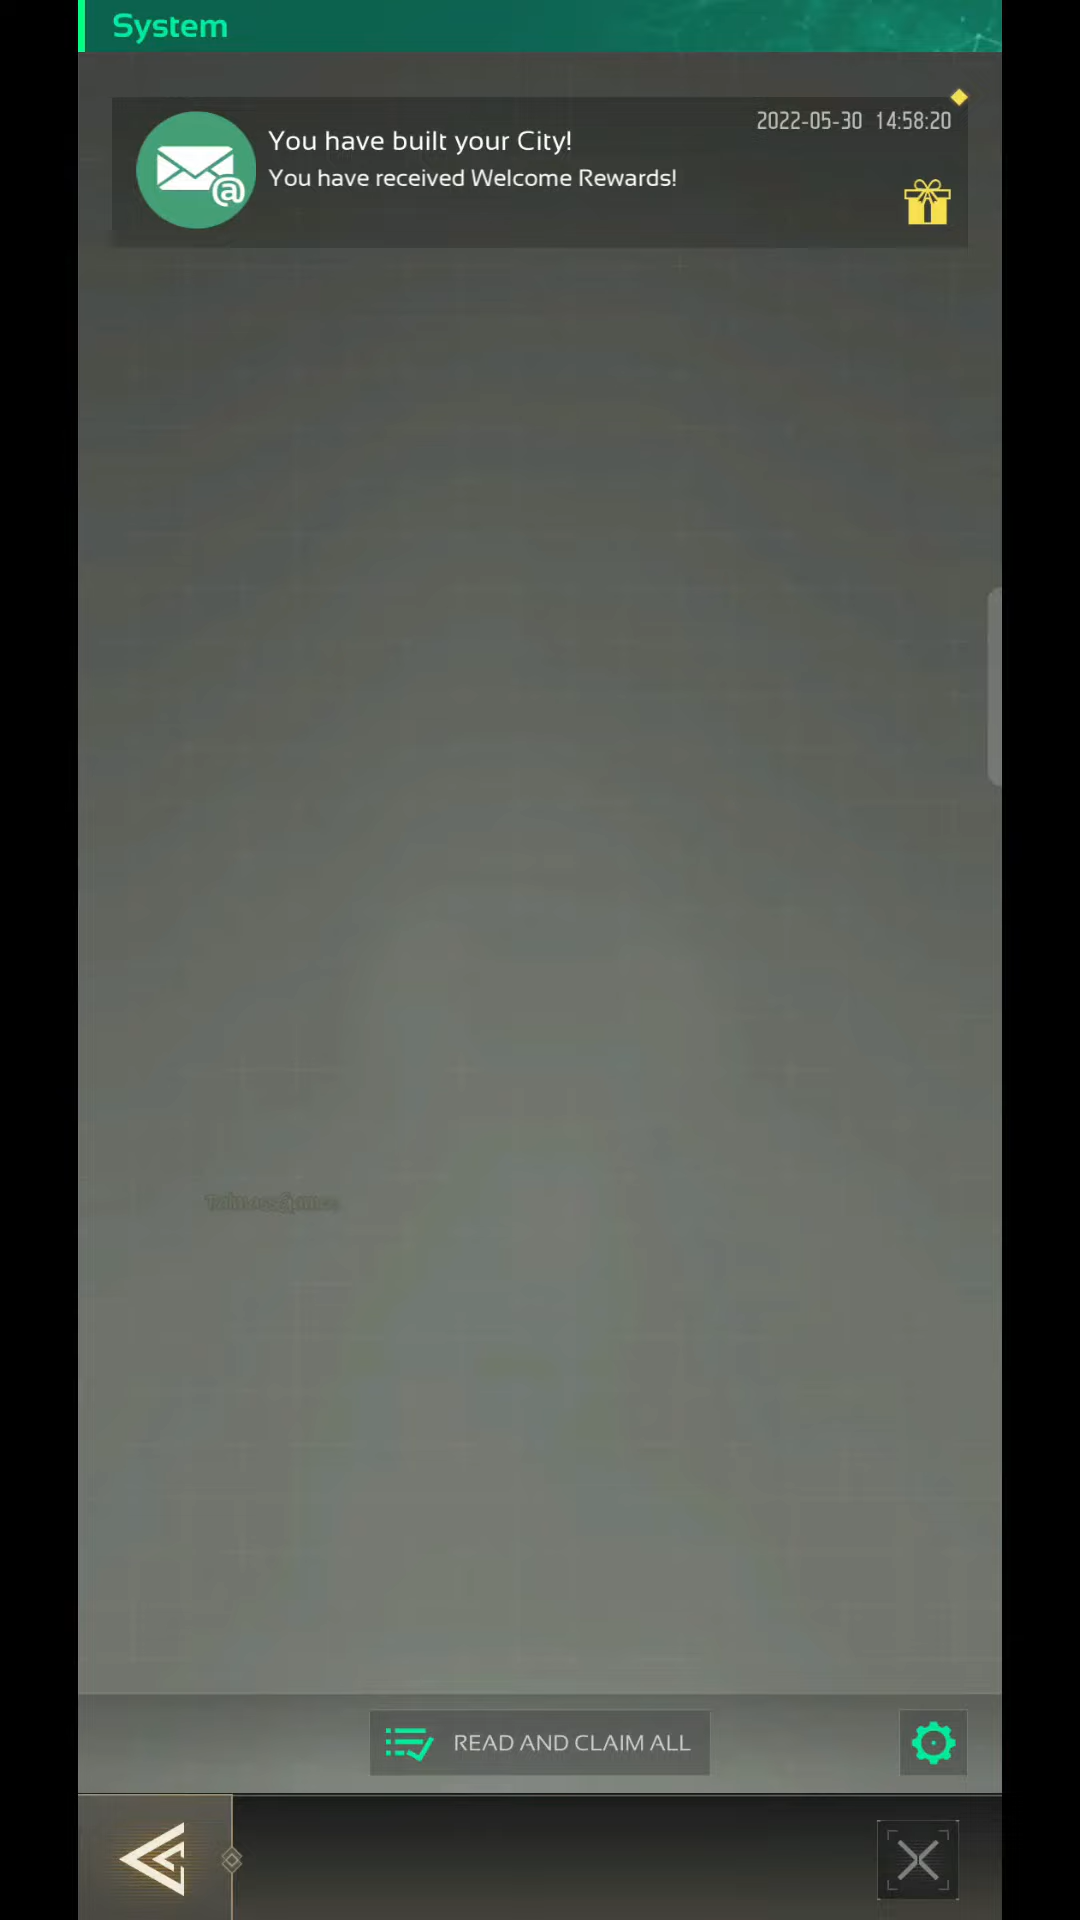 System
2022-05-30 14:58:20
You have built your City!
You have received Welcome Rewards!
READ AND CLAIM ALL